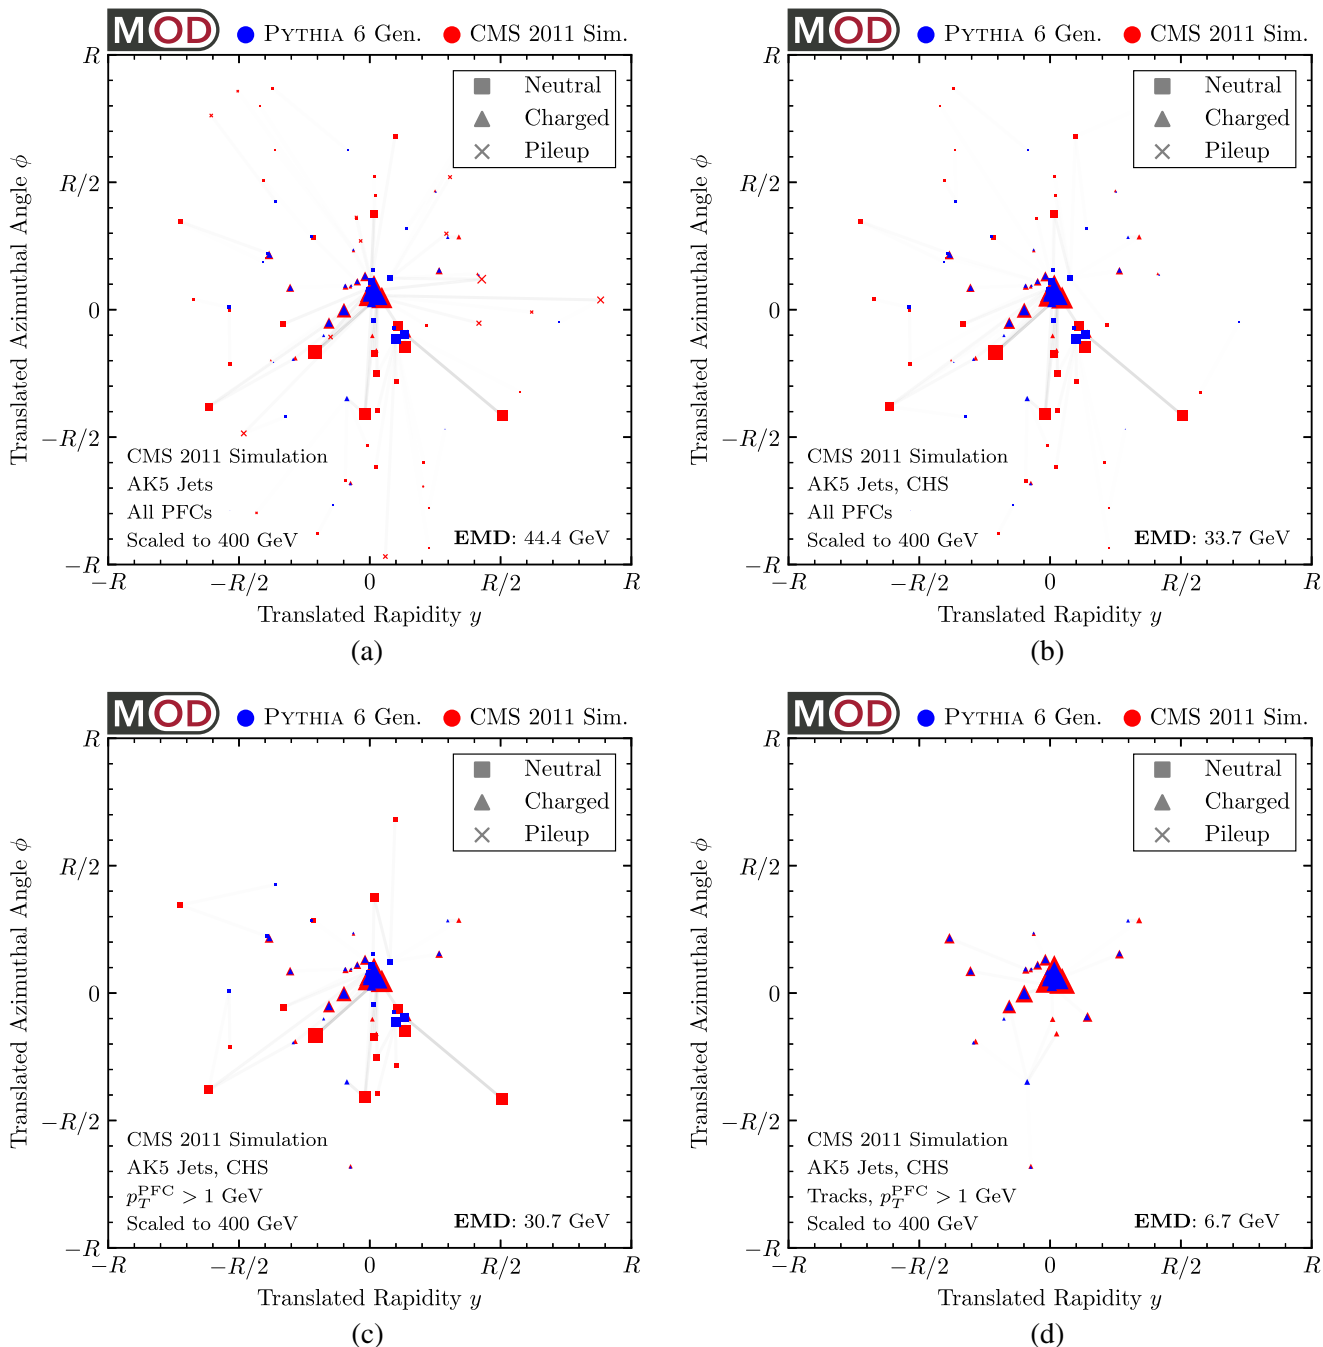 MOD PYTHIA 6 Gen. CMS 2011 Sim.
Neutral
Charged
Pileup
R
R/2
0
−R/2
−R
Translated Azimuthal Angle ϕ
CMS 2011 Simulation
AK5 Jets
All PFCs
Scaled to 400 GeV
EMD: 44.4 GeV
−R −R/2 0 R/2 R
Translated Rapidity y
(a)
MOD PYTHIA 6 Gen. CMS 2011 Sim.
Neutral
Charged
Pileup
R
R/2
0
−R/2
−R
Translated Azimuthal Angle ϕ
CMS 2011 Simulation
AK5 Jets, CHS
All PFCs
Scaled to 400 GeV
EMD: 33.7 GeV
−R −R/2 0 R/2 R
Translated Rapidity y
(b)
MOD PYTHIA 6 Gen. CMS 2011 Sim.
Neutral
Charged
Pileup
R
R/2
0
−R/2
−R
Translated Azimuthal Angle ϕ
CMS 2011 Simulation
AK5 Jets, CHS
p_T^PFC > 1 GeV
Scaled to 400 GeV
EMD: 30.7 GeV
−R −R/2 0 R/2 R
Translated Rapidity y
(c)
MOD PYTHIA 6 Gen. CMS 2011 Sim.
Neutral
Charged
Pileup
R
R/2
0
−R/2
−R
Translated Azimuthal Angle ϕ
CMS 2011 Simulation
AK5 Jets, CHS
Tracks, p_T^PFC > 1 GeV
Scaled to 400 GeV
EMD: 6.7 GeV
−R −R/2 0 R/2 R
Translated Rapidity y
(d)